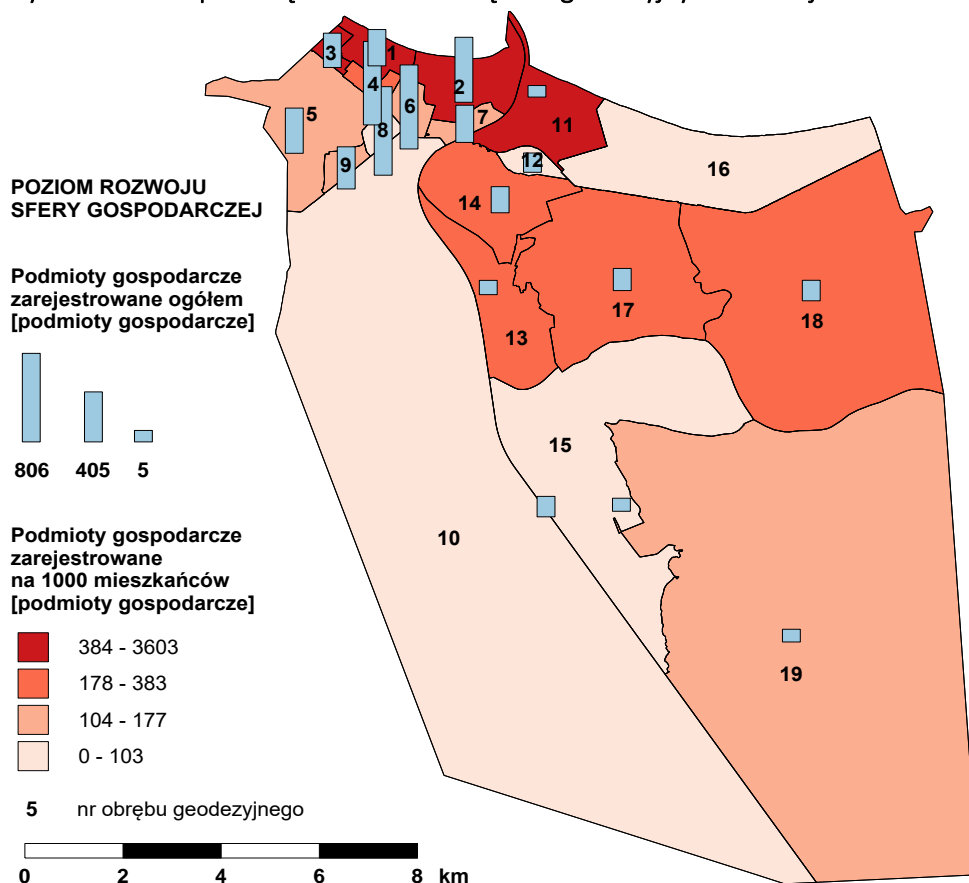 POZIOM ROZWOJU
SFERY GOSPODARCZEJ
Podmioty gospodarcze
zarejestrowane ogółem
[podmioty gospodarcze]
806 405 5
Podmioty gospodarcze
zarejestrowane
na 1000 mieszkańców
[podmioty gospodarcze]
384 - 3603
178 - 383
104 - 177
0 - 103
5 nr obrębu geodezyjnego
0 2 4 6 8 km
3
1
4
2
5
6
7
8
11
9
12
16
14
17
18
13
15
10
19